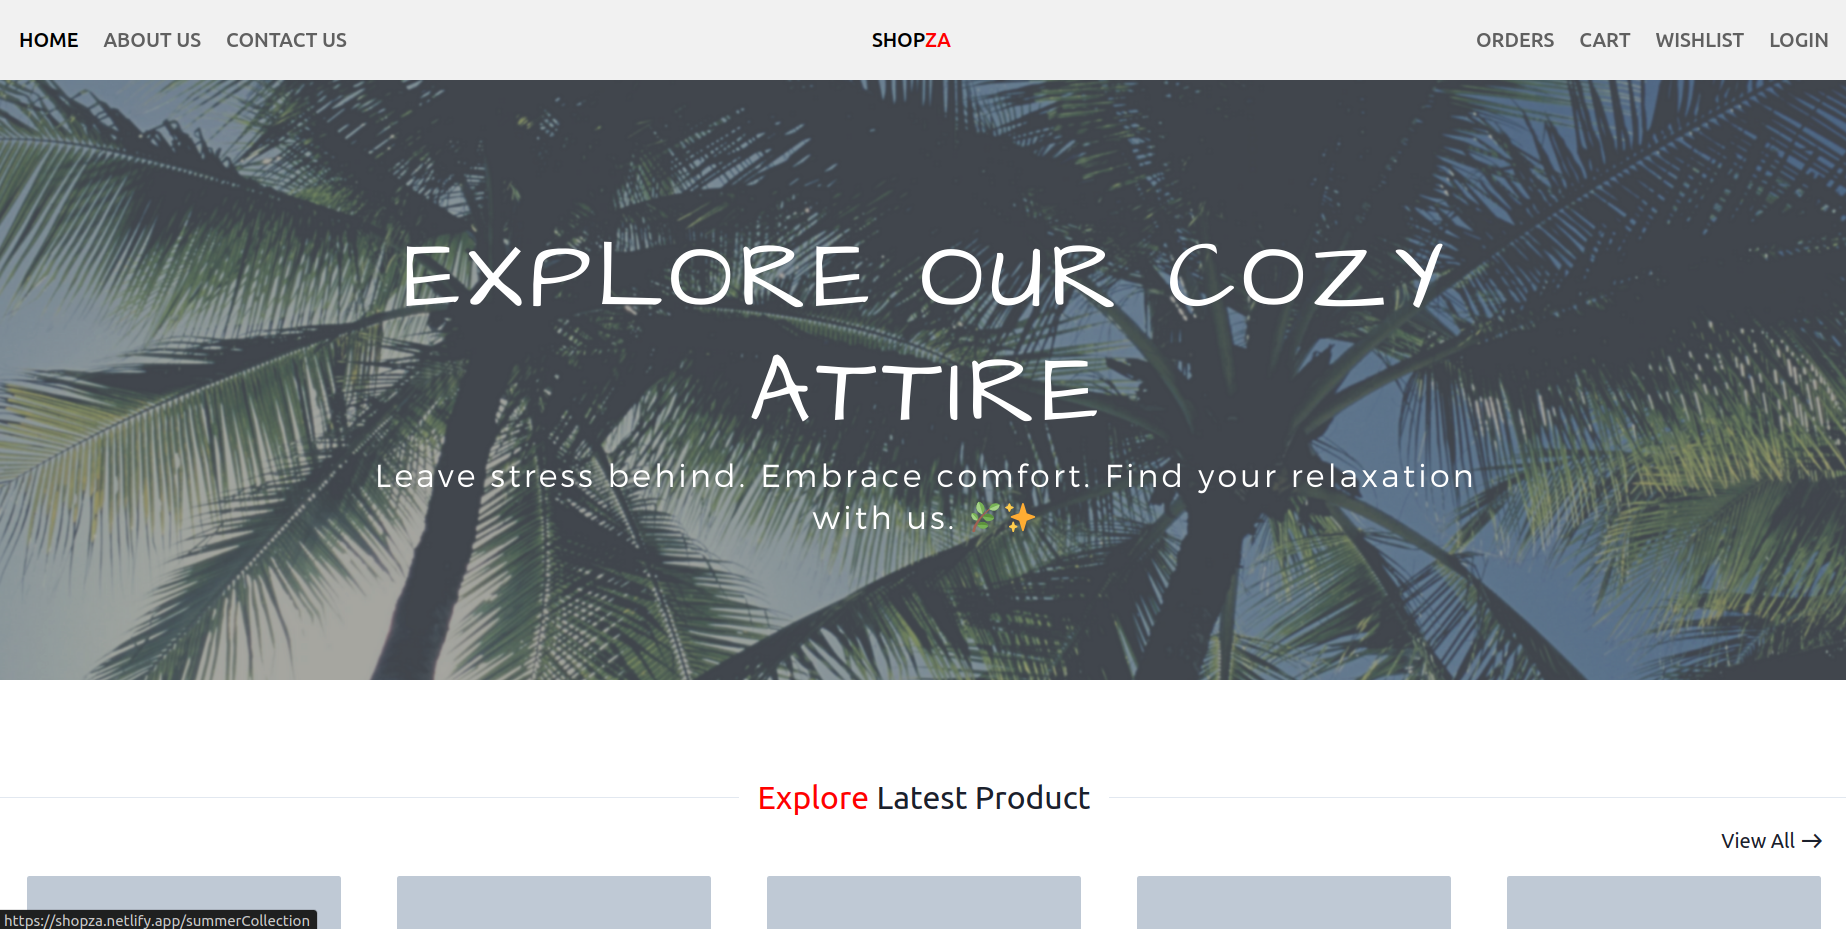 HOME ABOUT US CONTACT US SHOPZA ORDERS CART WISHLIST LOGIN
EXPLORE OUR COZY
ATTIRE
Leave stress behind. Embrace comfort. Find your relaxation
with us. 🌿✨
Explore Latest Product
View All →
https://shopza.netlify.app/summerCollection